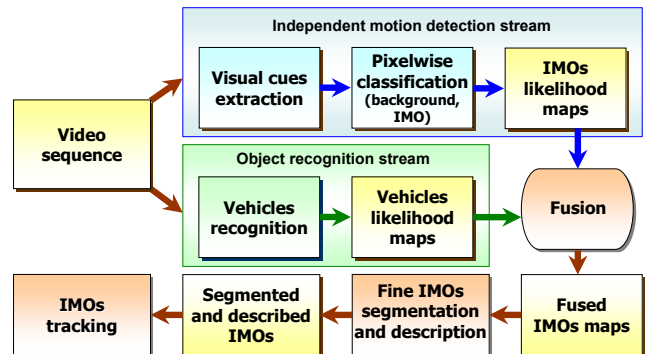 Independent motion detection stream
Visual cues
extraction
Pixelwise
classification
(background,
IMO)
IMOs
likelihood
maps
Video
sequence
Object recognition stream
Vehicles
recognition
Vehicles
likelihood
maps
Fusion
IMOs
tracking
Segmented
and described
IMOs
Fine IMOs
segmentation
and description
Fused
IMOs maps